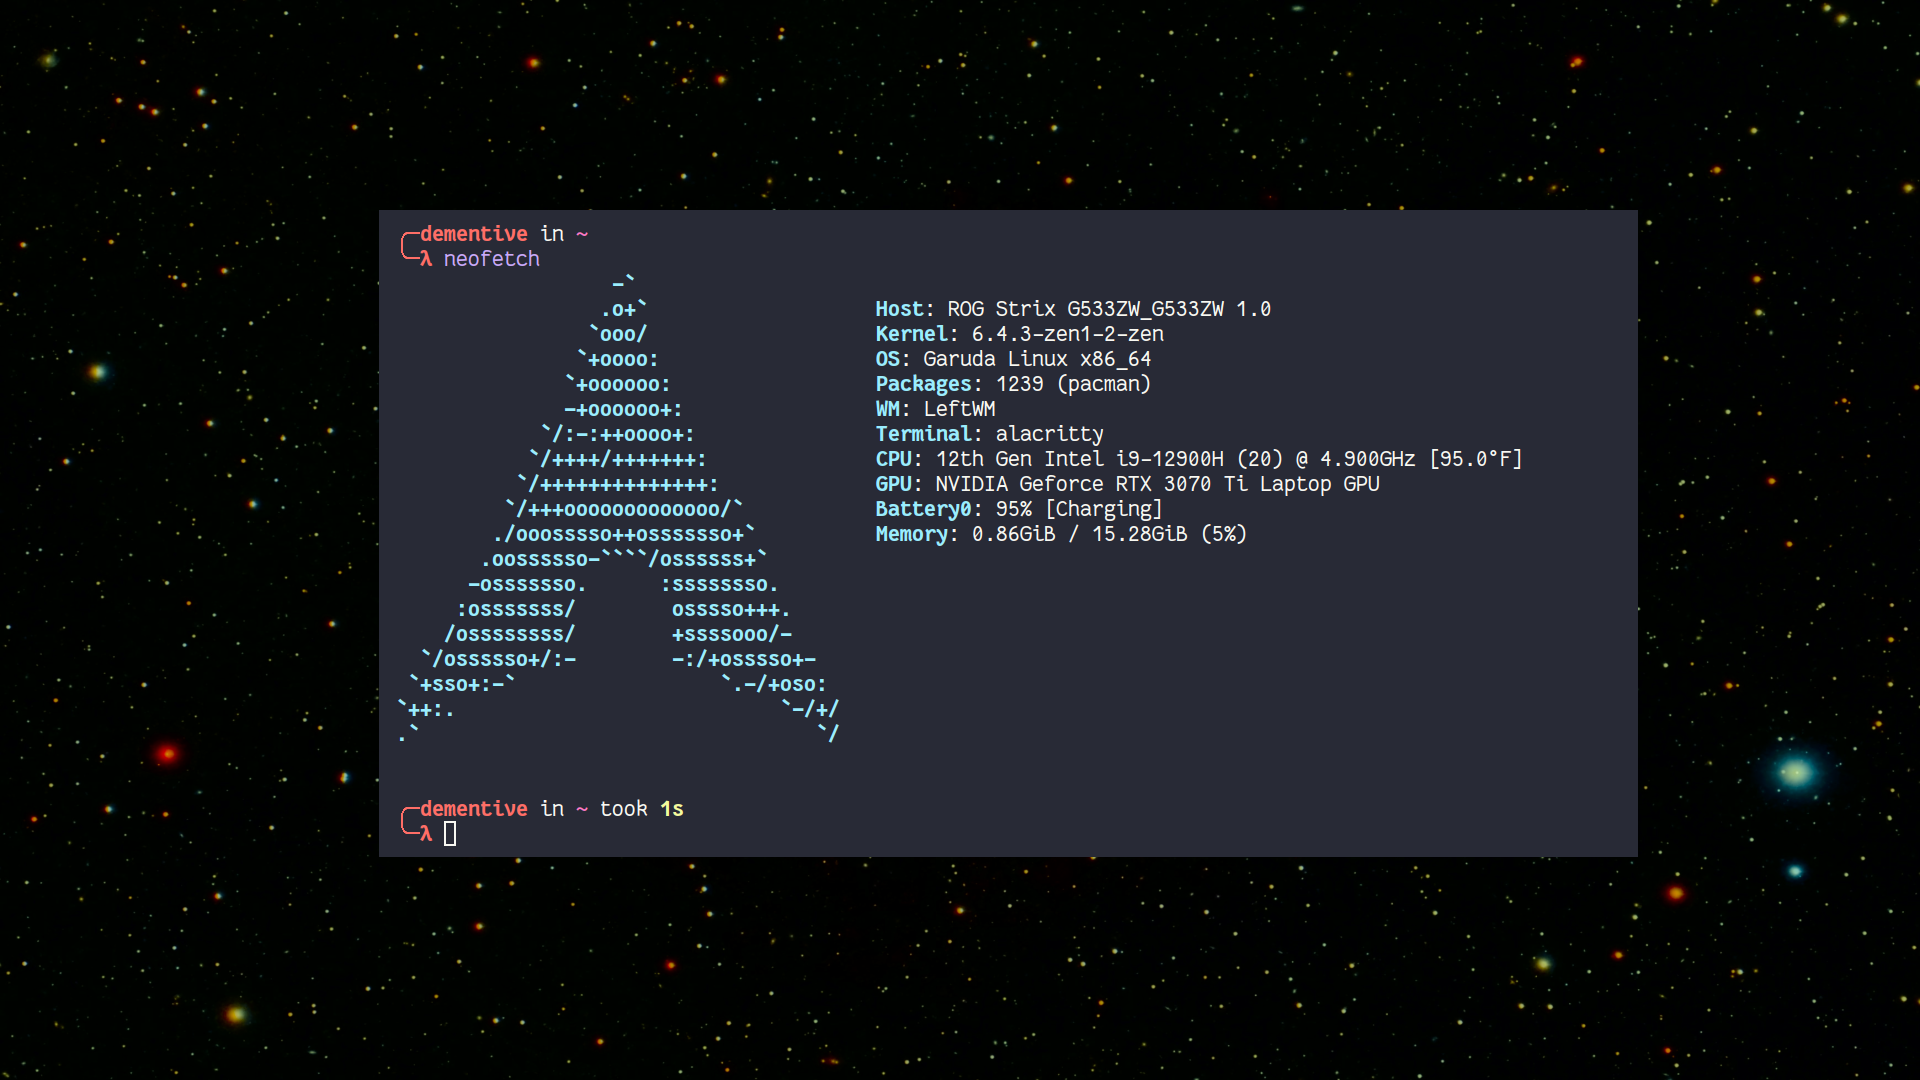 dementive in ~
λ neofetch
-`
.o+`
`ooo/
`+oooo:
`+oooooo:
-+oooooo+:
`/:-:++oooo+:
`/++++/+++++++:
`/++++++++++++++:
`/+++ooooooooooooo/`
./ooosssso++osssssso+`
.oossssso-````/ossssss+`
-osssssso.      :ssssssso.
:osssssss/        osssso+++.
/ossssssss/        +ssssooo/-
`/ossssso+/:-        -:/+osssso+-
`+sso+:-`                 `.-/+oso:
`++:.                           `-/+/
.`                                 `/
Host: ROG Strix G533ZW_G533ZW 1.0
Kernel: 6.4.3-zen1-2-zen
OS: Garuda Linux x86_64
Packages: 1239 (pacman)
WM: LeftWM
Terminal: alacritty
CPU: 12th Gen Intel i9-12900H (20) @ 4.900GHz [95.0°F]
GPU: NVIDIA Geforce RTX 3070 Ti Laptop GPU
Battery0: 95% [Charging]
Memory: 0.86GiB / 15.28GiB (5%)
dementive in ~ took 1s
λ